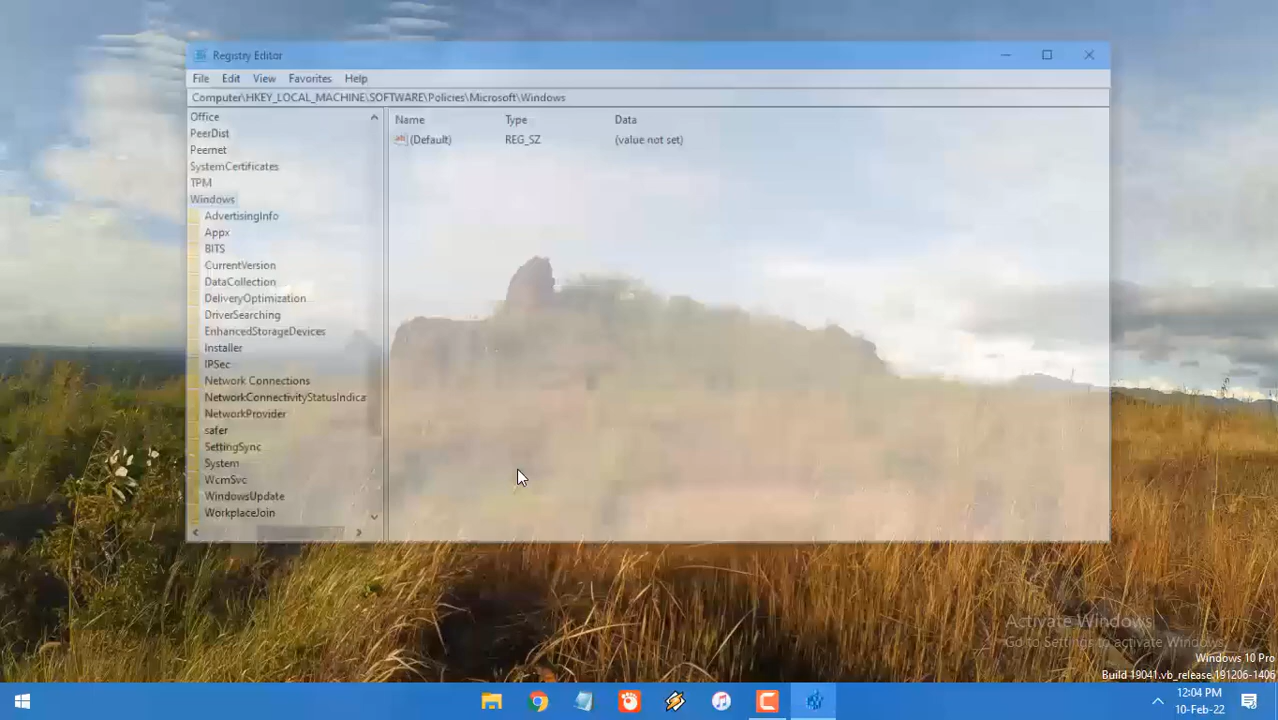 Registry Editor
File Edit View Favorites Help
Computer\HKEY_LOCAL_MACHINE\SOFTWARE\Policies\Microsoft\Windows
Name Type Data
(Default) REG_SZ (value not set)
Office
PeerDist
Peernet
SystemCertificates
TPM
Windows
AdvertisingInfo
Appx
BITS
CurrentVersion
DataCollection
DeliveryOptimization
DriverSearching
EnhancedStorageDevices
Installer
IPSec
Network Connections
NetworkConnectivityStatusIndica
NetworkProvider
safer
SettingSync
System
WcmSvc
WindowsUpdate
WorkplaceJoin
Activate Windows
Go to Settings to activate Windows.
Windows 10 Pro
Build 19041.vb_release.191206-1406
12:04 PM
10-Feb-22